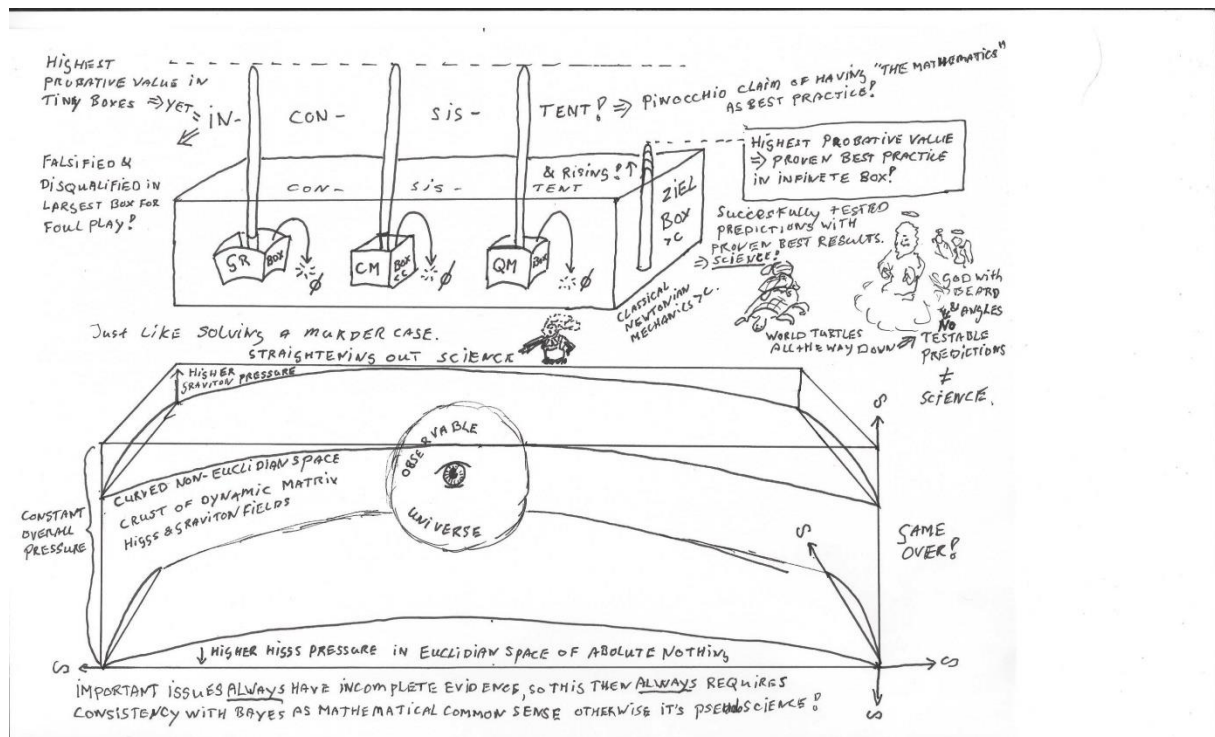 HIGHEST
PROBATIVE VALUE IN
TINY BOXES ⇒ YET ⇒ IN- CON- SIS- TENT! ⇒ PINOCCHIO CLAIM OF HAVING "THE MATHEMATICS"
AS BEST PRACTICE!
FALSIFIED &
DISQUALIFIED IN
LARGEST BOX FOR
FOUL PLAY!
CON- SIS- TENT
& RISING! ↑
GR BOX
∅
CM BOX <C
∅
QM BOX
∅
ZIEL
BOX
>C
CLASSICAL
NEWTONIAN
MECHANICS >C.
HIGHEST PROBATIVE VALUE
⇒ PROVEN BEST PRACTICE
IN INFINETE BOX!
SUCCESFULLY TESTED
PREDICTIONS WITH
PROVEN BEST RESULTS.
⇒ SCIENCE!
WORLD TURTLES
ALL THE WAY DOWN ⇒
GOD WITH
BEARD
& ANGLES
NO
TESTABLE
PREDICTIONS
≠
SCIENCE.
Just LIKE SOLVING A MURDER CASE.
STRAIGHTENING OUT SCIENCE
↑ HIGHER
GRAVITON PRESSURE
OBSERVABLE
UNIVERSE
CURVED NON-EUCLIDIAN SPACE
CRUST OF DYNAMIC MATRIX
HIGGS & GRAVITON FIELDS
CONSTANT
OVERALL
PRESSURE
SAME
OVER!
↓ HIGHER HIGGS PRESSURE IN EUCLIDIAN SPACE OF ABOLUTE NOTHING
IMPORTANT ISSUES ALWAYS HAVE INCOMPLETE EVIDENCE, SO THIS THEN ALWAYS REQUIRES
CONSISTENCY WITH BAYES AS MATHEMATICAL COMMON SENSE OTHERWISE IT'S PSEUDOSCIENCE!